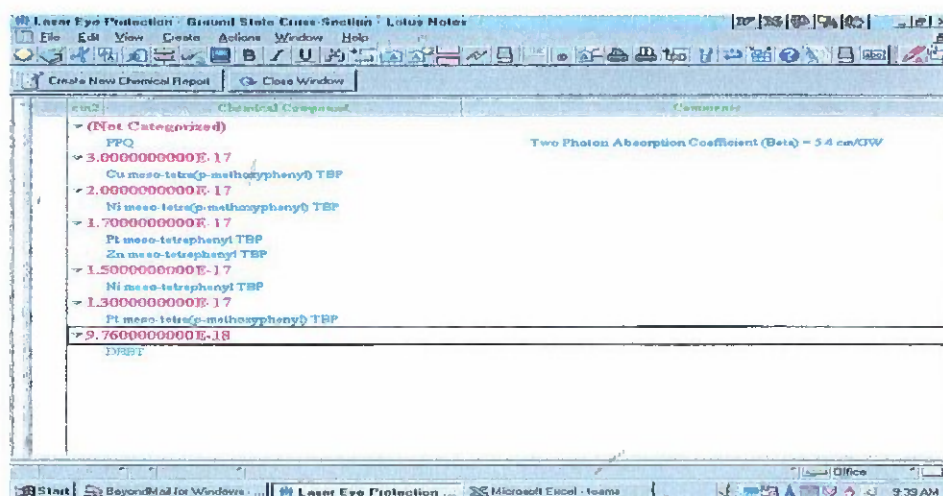 Laser Eye Protection - Ground State Cross-Section - Lotus Notes
File Edit View Create Actions Window Help
Create New Chemical Report Close Window
cm2 Chemical Compound Comments
(Not Categorized)
PPQ Two Photon Absorption Coefficient (Beta) = 5.4 cm/GW
3.0000000000E-17
Cu meso-tetra(p-methoxyphenyl) TBP
2.0000000000E-17
Ni meso-tetra(p-methoxyphenyl) TBP
1.7000000000E-17
Pt meso-tetraphenyl TBP
Zn meso-tetraphenyl TBP
1.5000000000E-17
Ni meso-tetraphenyl TBP
1.3000000000E-17
Pt meso-tetra(p-methoxyphenyl) TBP
9.7600000000E-18
Office
Start BeyondMail for Windows - ... Laser Eye Protection ... Microsoft Excel - teams 9:39 AM